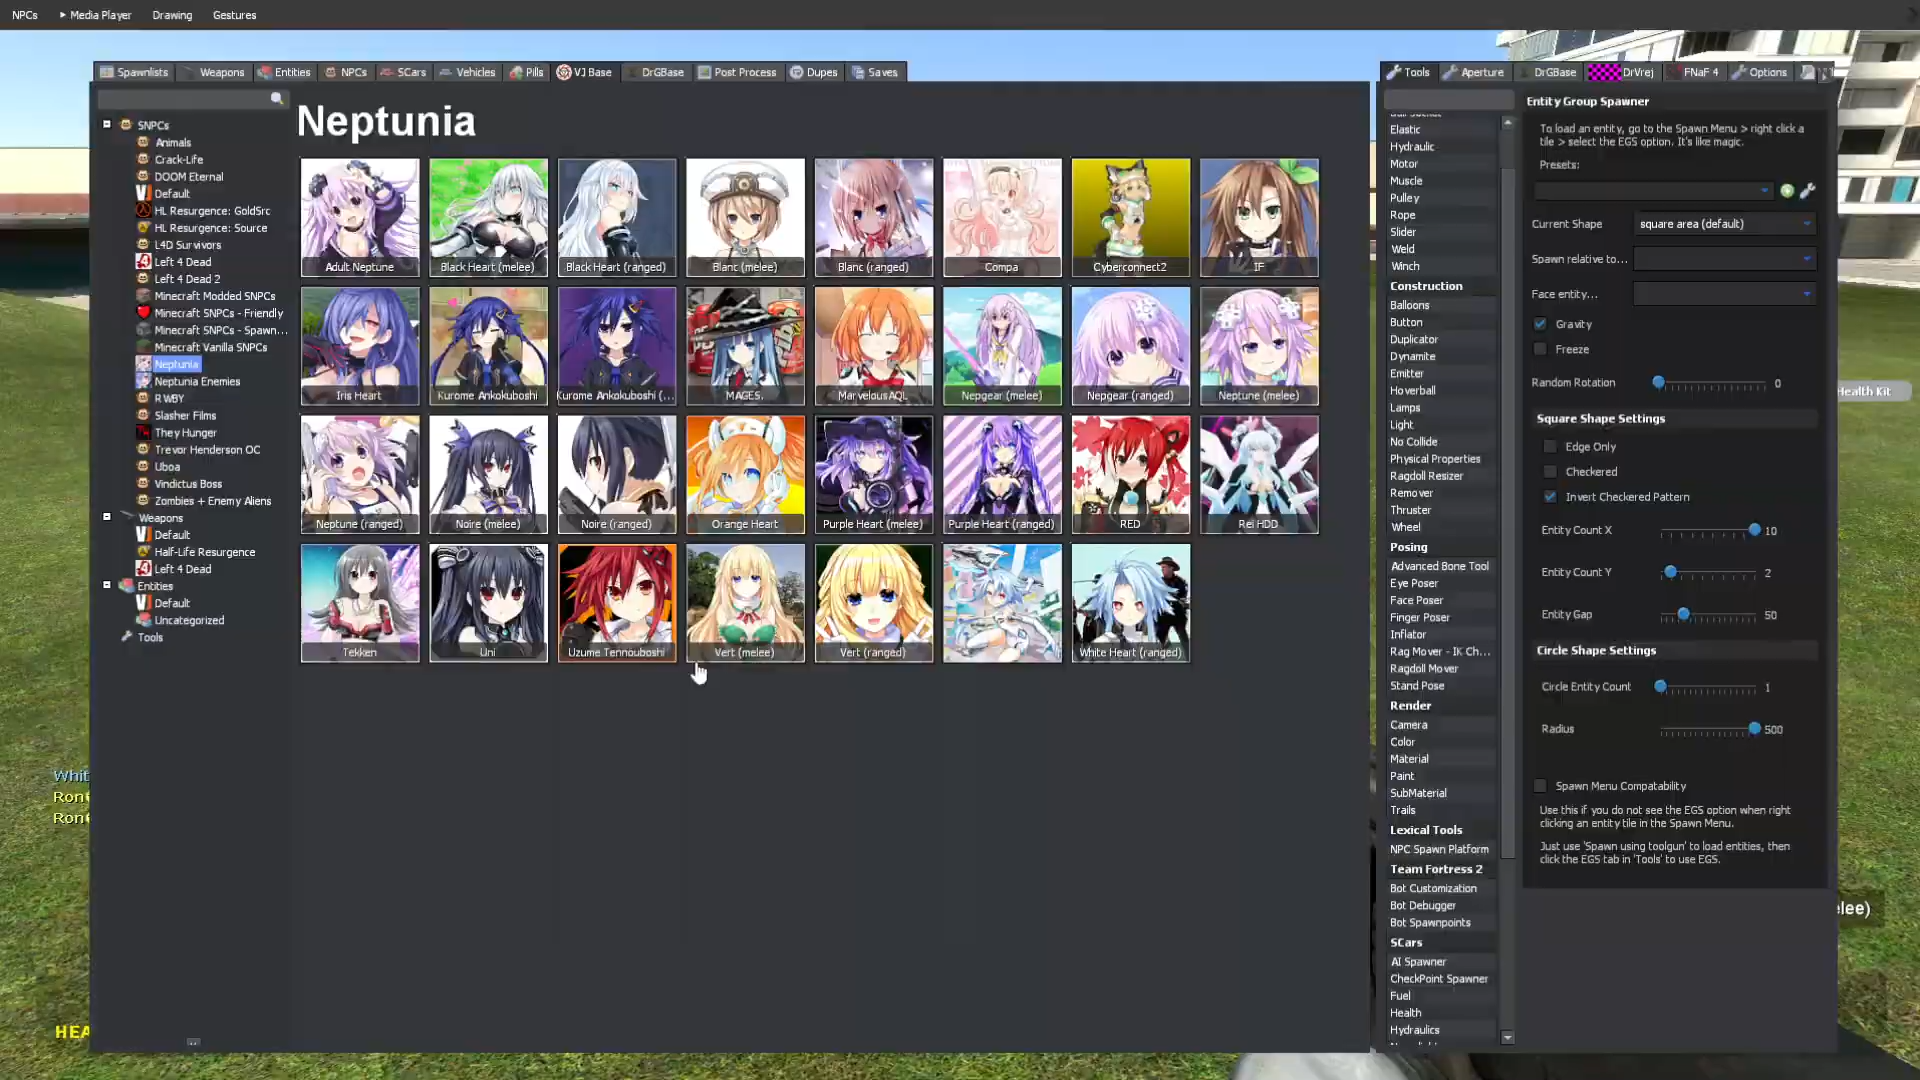 NPCs
Media Player
Drawing
Gestures
Spawnlists
Weapons
Entities
NPCs
SCars
Vehicles
Pills
VJ Base
DrGBase
Post Process
Dupes
Saves
Neptunia
SNPCs
Animals
Crack-Life
DOOM Eternal
Default
HL Resurgence: GoldSrc
HL Resurgence: Source
L4D Survivors
Left 4 Dead
Left 4 Dead 2
Minecraft Modded SNPCs
Minecraft SNPCs - Friendly
Minecraft SNPCs - Spawn...
Minecraft Vanilla SNPCs
Neptunia
Neptunia Enemies
RWBY
Slasher Films
They Hunger
Trevor Henderson OC
Uboa
Vindictus Boss
Zombies + Enemy Aliens
Weapons
Default
Half-Life Resurgence
Left 4 Dead
Entities
Default
Uncategorized
Tools
Adult Neptune
Black Heart (melee)
Black Heart (ranged)
Blanc (melee)
Blanc (ranged)
Compa
Cyberconnect2
IF
Iris Heart
Kurome Ankokuboshi
Kurome Ankokuboshi (...
MAGES.
MarvelousAQL
Nepgear (melee)
Nepgear (ranged)
Neptune (melee)
Neptune (ranged)
Noire (melee)
Noire (ranged)
Orange Heart
Purple Heart (melee)
Purple Heart (ranged)
RED
Rei HDD
Tekken
Uni
Uzume Tennouboshi
Vert (melee)
Vert (ranged)
White Heart (ranged)
Whit
Ron
Ron
HEA
Tools
Aperture
DrGBase
DrVrej
FNaF 4
Options
Elastic
Hydraulic
Motor
Muscle
Pulley
Rope
Slider
Weld
Winch
Construction
Balloons
Button
Duplicator
Dynamite
Emitter
Hoverball
Lamps
Light
No Collide
Physical Properties
Ragdoll Resizer
Remover
Thruster
Wheel
Posing
Advanced Bone Tool
Eye Poser
Face Poser
Finger Poser
Inflator
Rag Mover - IK Ch...
Ragdoll Mover
Stand Pose
Render
Camera
Color
Material
Paint
SubMaterial
Trails
Lexical Tools
NPC Spawn Platform
Team Fortress 2
Bot Customization
Bot Debugger
Bot Spawnpoints
SCars
AI Spawner
CheckPoint Spawner
Fuel
Health
Hydraulics
Entity Group Spawner
To load an entity, go to the Spawn Menu > right click a
tile > select the EGS option. It's like magic.
Presets:
Current Shape
square area (default)
Spawn relative to...
Face entity...
Gravity
Freeze
Random Rotation 0
Square Shape Settings
Edge Only
Checkered
Invert Checkered Pattern
Entity Count X 10
Entity Count Y 2
Entity Gap 50
Circle Shape Settings
Circle Entity Count 1
Radius 500
Spawn Menu Compatability
Use this if you do not see the EGS option when right
clicking an entity tile in the Spawn Menu.
Just use 'Spawn using toolgun' to load entities, then
click the EGS tab in 'Tools' to use EGS.
Health Kit
elee)